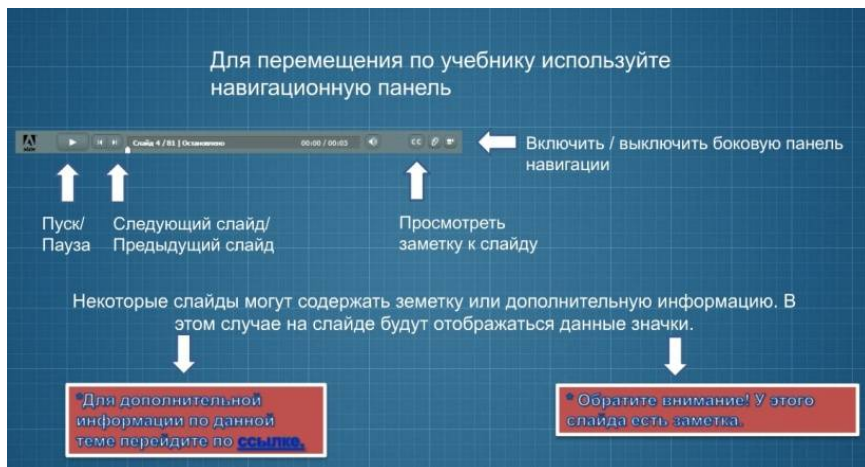 Для перемещения по учебнику используйте
навигационную панель
Слайд 4 / 81 | Остановлено
00:00 / 00:03
CC
Включить / выключить боковую панель
навигации
Пуск/
Пауза
Следующий слайд/
Предыдущий слайд
Просмотреть
заметку к слайду
Некоторые слайды могут содержать земетку или дополнительную информацию. В
этом случае на слайде будут отображаться данные значки.
*Для дополнительной
информации по данной
теме перейдите по ссылке.
* Обратите внимание! У этого
слайда есть заметка.